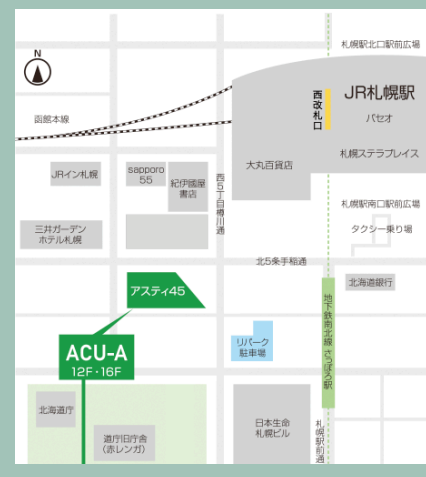 札幌駅北口駅前広場
N
JR札幌駅
西改札口
パセオ
函館本線
札幌ステラプレイス
大丸百貨店
JRイン札幌
sapporo
55
紀伊國屋
書店
西5丁目樽川通
札幌駅南口駅前広場
三井ガーデン
ホテル札幌
タクシー乗り場
北5条手稲通
アスティ45
北海道銀行
地下鉄南北線 さっぽろ駅
ACU-A
12F・16F
リパーク
駐車場
北海道庁
道庁旧庁舎
(赤レンガ)
日本生命
札幌ビル
札幌駅前通